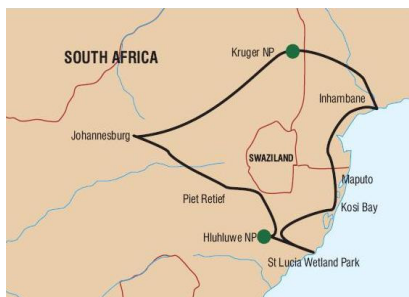 Kruger NP
SOUTH AFRICA
Inhambane
Johannesburg
SWAZILAND
Maputo
Piet Retief
Kosi Bay
Hluhluwe NP
St Lucia Wetland Park